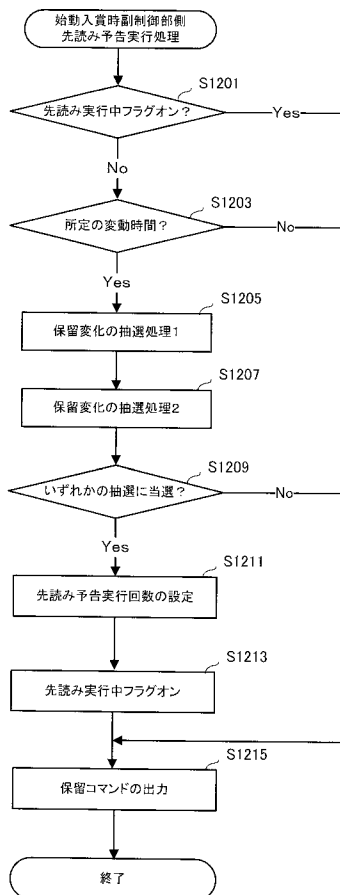 始動入賞時副制御部側
先読み予告実行処理
S1201
先読み実行中フラグオン？
Yes
No
S1203
所定の変動時間？
No
Yes
S1205
保留変化の抽選処理1
S1207
保留変化の抽選処理2
S1209
いずれかの抽選に当選？
No
Yes
S1211
先読み予告実行回数の設定
S1213
先読み実行中フラグオン
S1215
保留コマンドの出力
終了